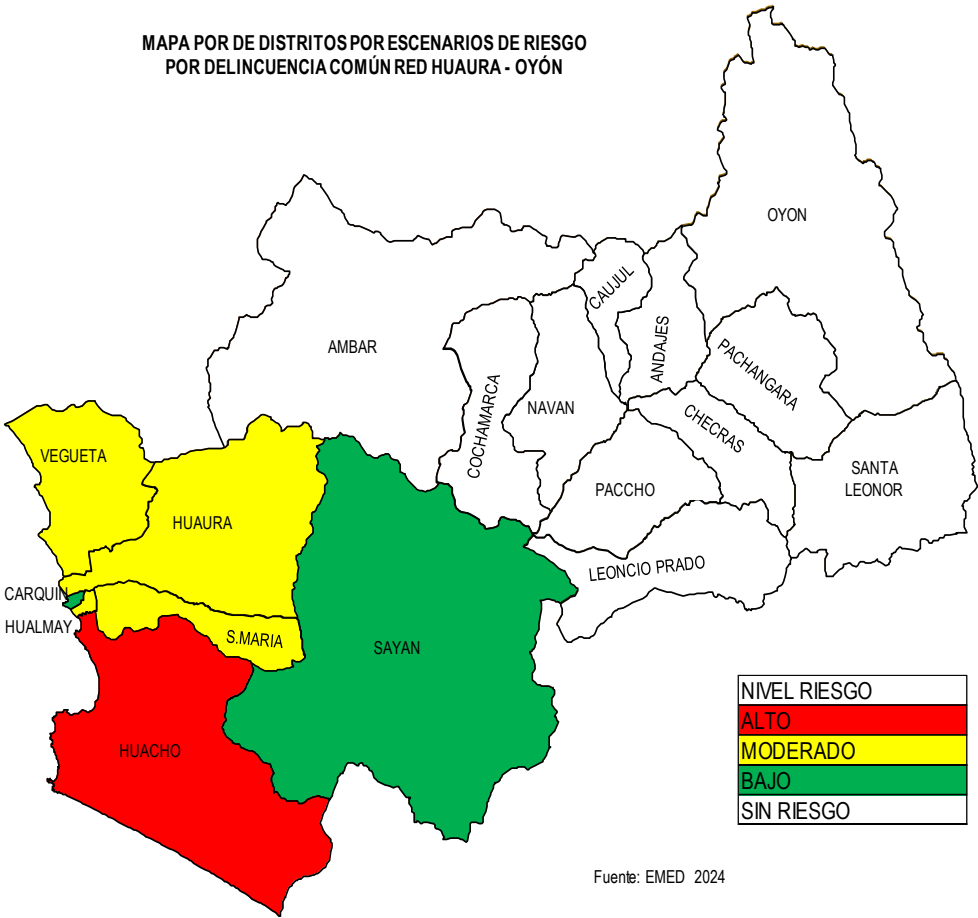 MAPA POR DE DISTRITOS POR ESCENARIOS DE RIESGO
POR DELINCUENCIA COMÚN RED HUAURA - OYÓN
OYON
CAUJUL
ANDAJES
AMBAR
PACHANGARA
COCHAMARCA
NAVAN
CHECRAS
VEGUETA
SANTA
LEONOR
PACCHO
HUAURA
LEONCIO PRADO
CARQUIN
HUALMAY
S.MARIA
SAYAN
HUACHO
NIVEL RIESGO
ALTO
MODERADO
BAJO
SIN RIESGO
Fuente: EMED 2024